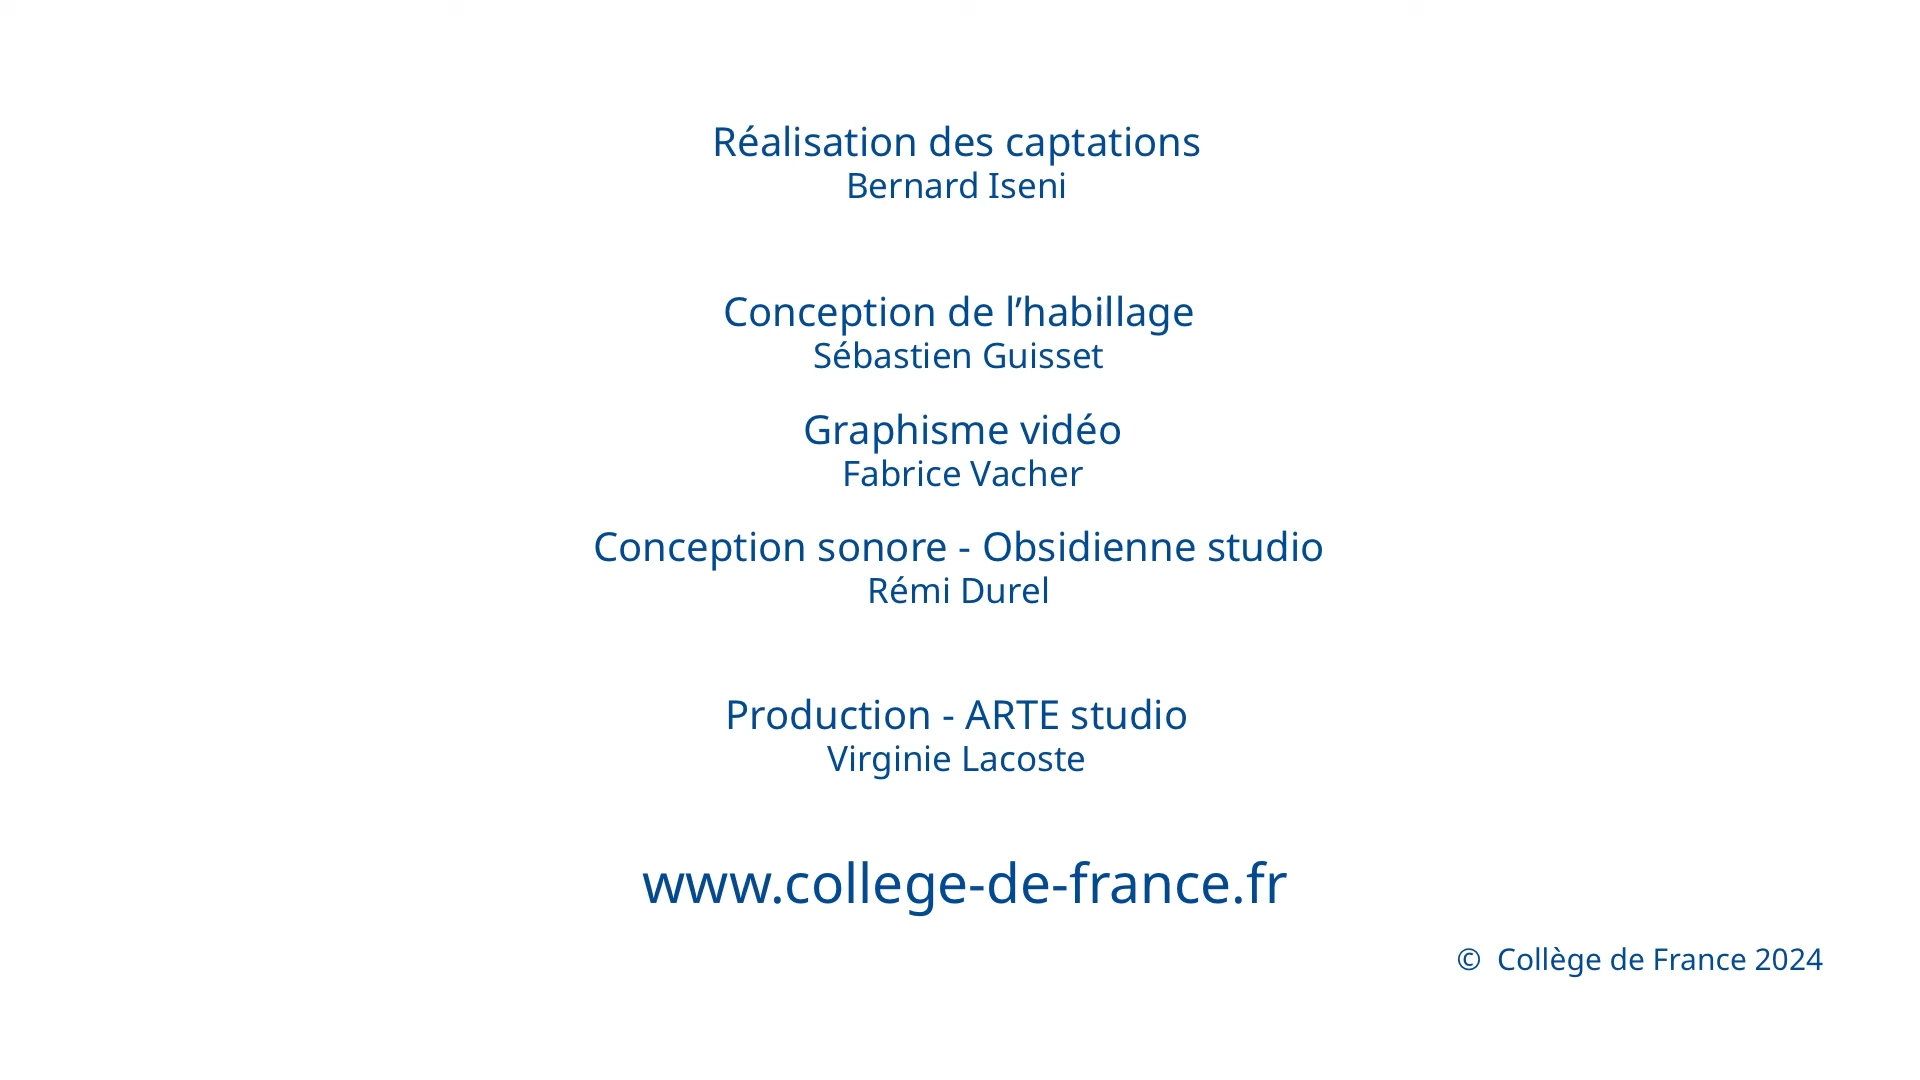 Réalisation des captations
Bernard Iseni
Conception de l’habillage
Sébastien Guisset
Graphisme vidéo
Fabrice Vacher
Conception sonore - Obsidienne studio
Rémi Durel
Production - ARTE studio
Virginie Lacoste
www.college-de-france.fr
© Collège de France 2024